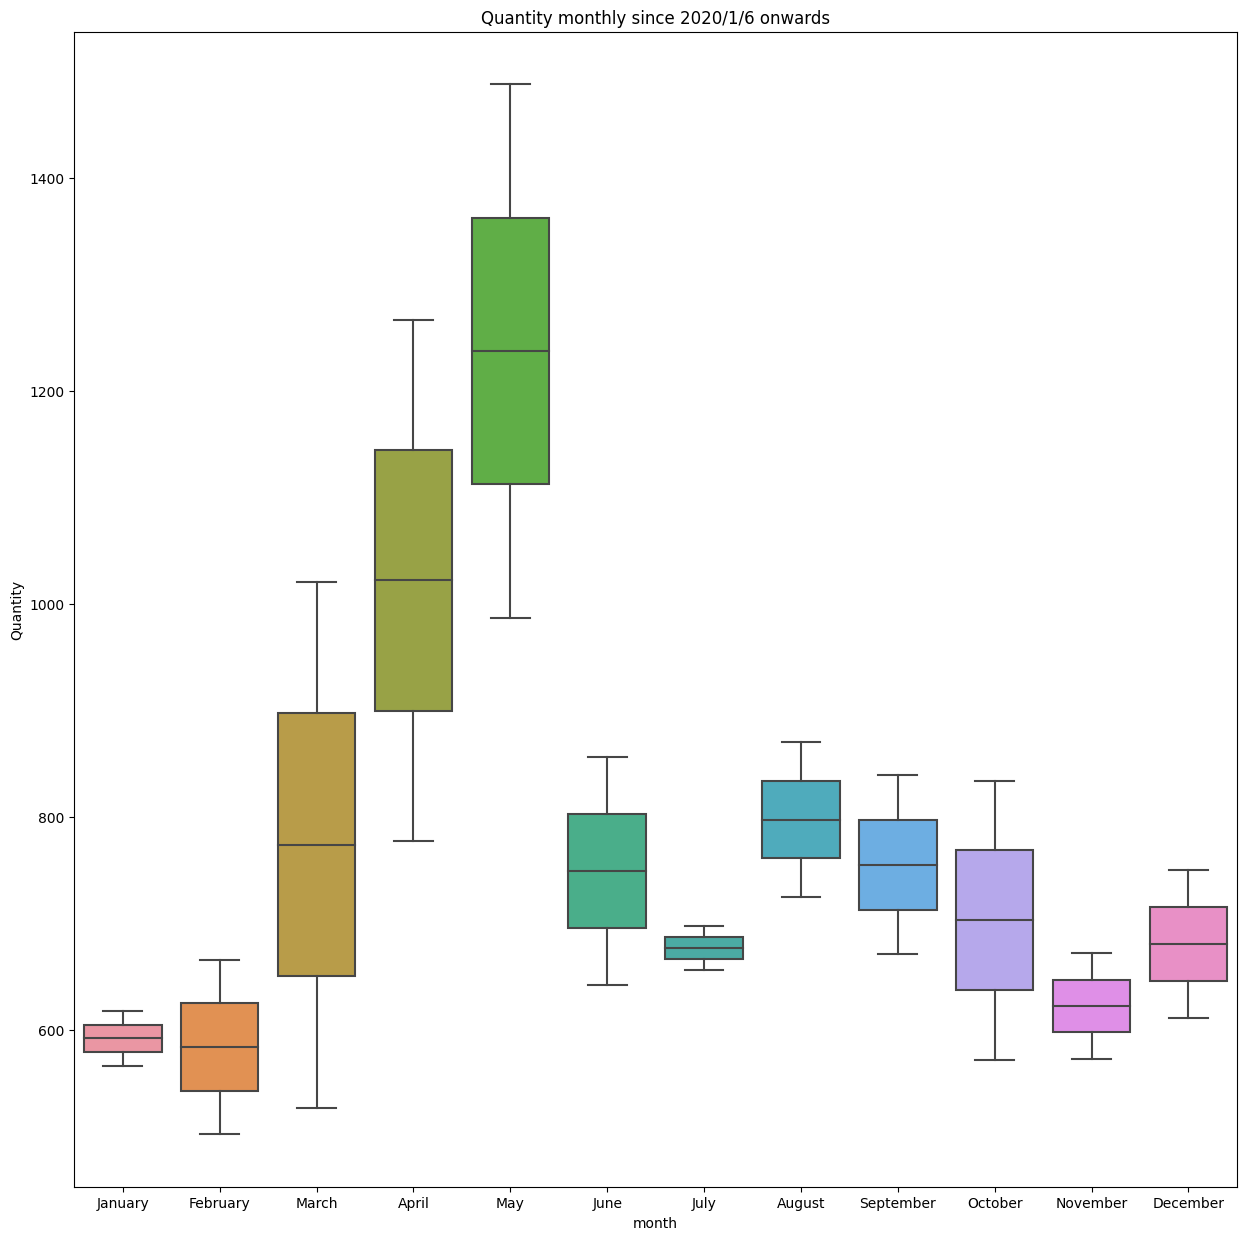 Quantity monthly since 2020/1/6 onwards
Quantity
1400
1200
1000
800
600
January February March April May June July August September October November December
month